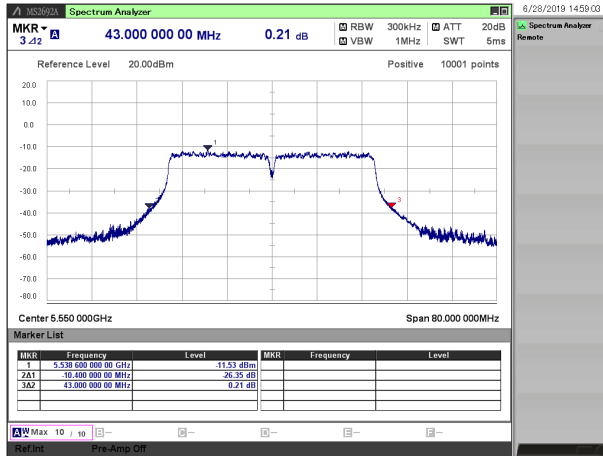 MS2692A Spectrum Analyzer
6/28/2019 14:59:03
Spectrum Analyzer
Remote
MKR
3 Δ2 A 43.000 000 00 MHz 0.21 dB
M RBW 300kHz M ATT 20dB
M VBW 1MHz SWT 5ms
Reference Level 20.00dBm Positive 10001 points
20.0
10.0
0.0
-10.0
-20.0
-30.0
-40.0
-50.0
-60.0
-70.0
-80.0
1
3
Center 5.550 000GHz Span 80.000 000MHz
Marker List
MKR Frequency Level MKR Frequency Level
1 5.538 600 000 00 GHz -11.53 dBm
2Δ1 -10.400 000 00 MHz -26.35 dB
3Δ2 43.000 000 00 MHz 0.21 dB
A W Max 10 / 10 B-- C-- D-- E-- F--
Ref.Int Pre-Amp Off